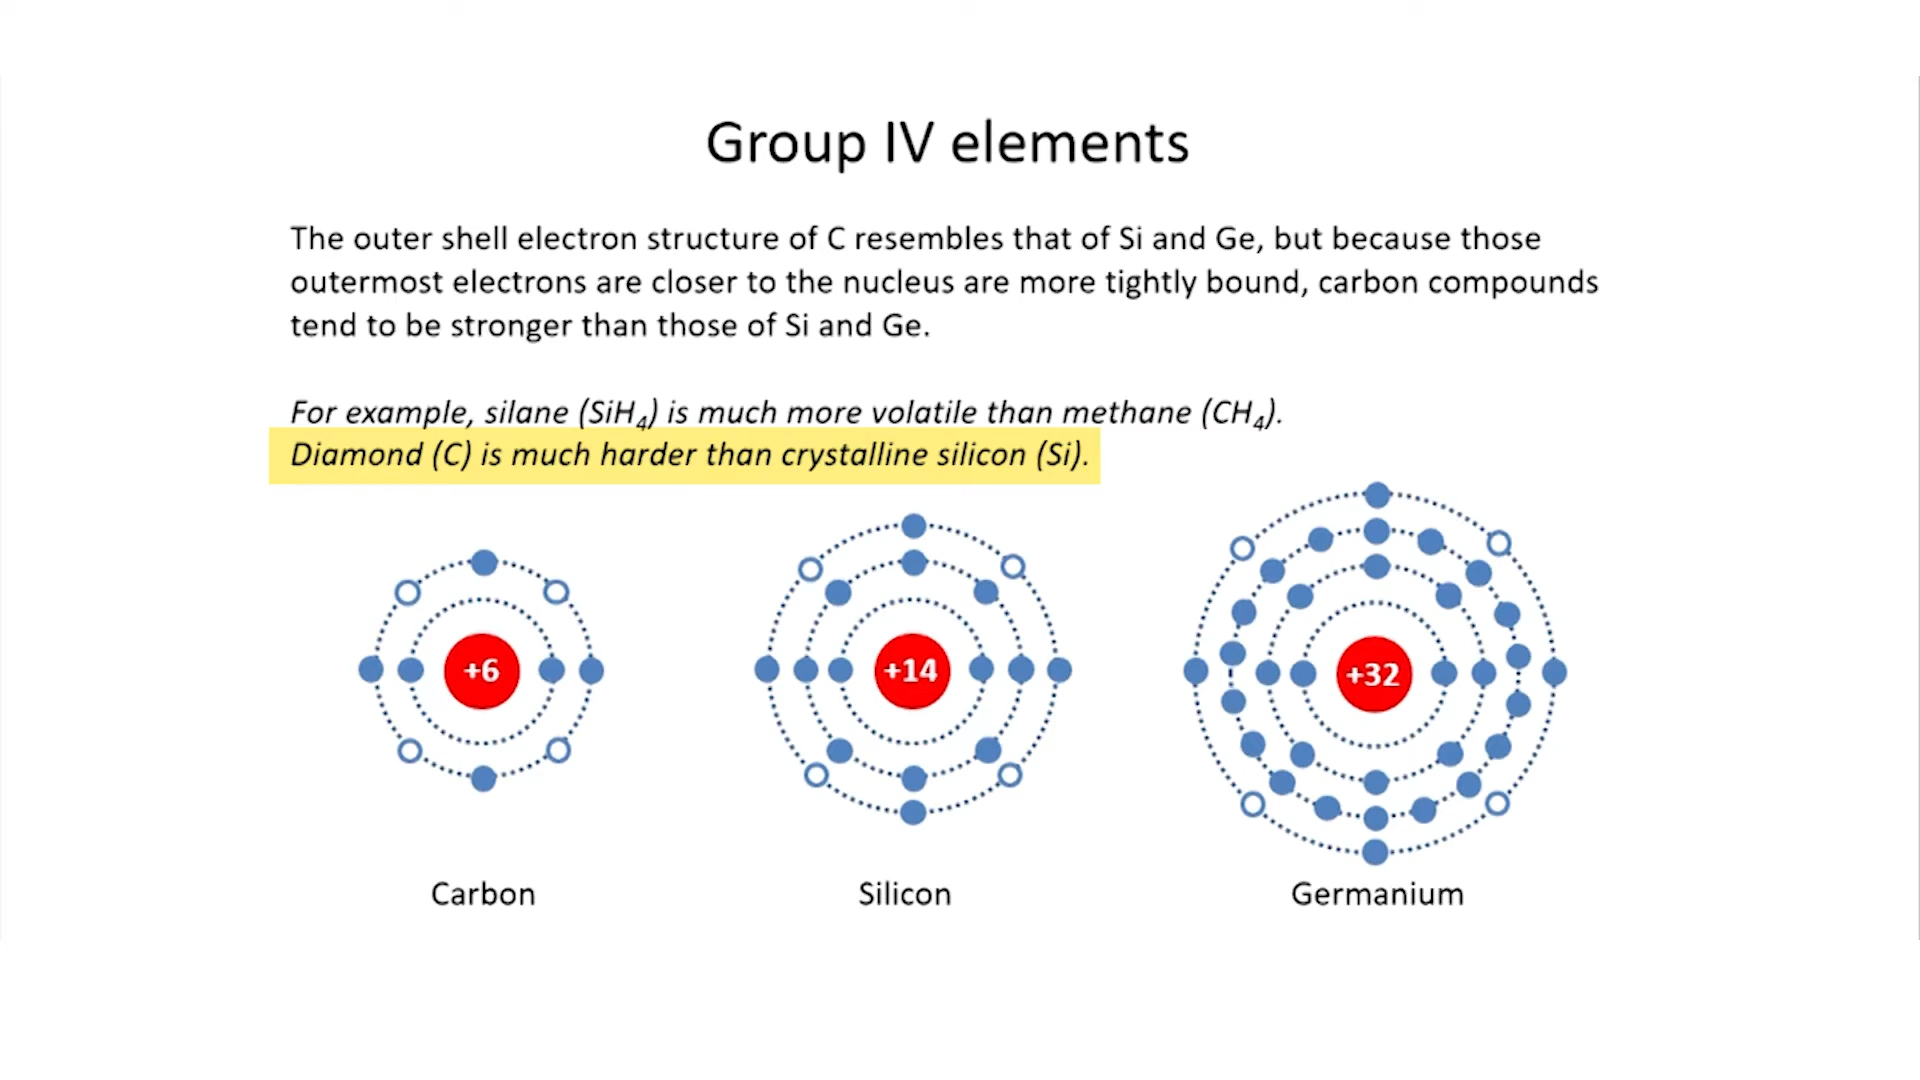 Group IV elements
The outer shell electron structure of C resembles that of Si and Ge, but because those
outermost electrons are closer to the nucleus are more tightly bound, carbon compounds
tend to be stronger than those of Si and Ge.
For example, silane (SiH₄) is much more volatile than methane (CH₄).
Diamond (C) is much harder than crystalline silicon (Si).
+6
+14
+32
Carbon
Silicon
Germanium